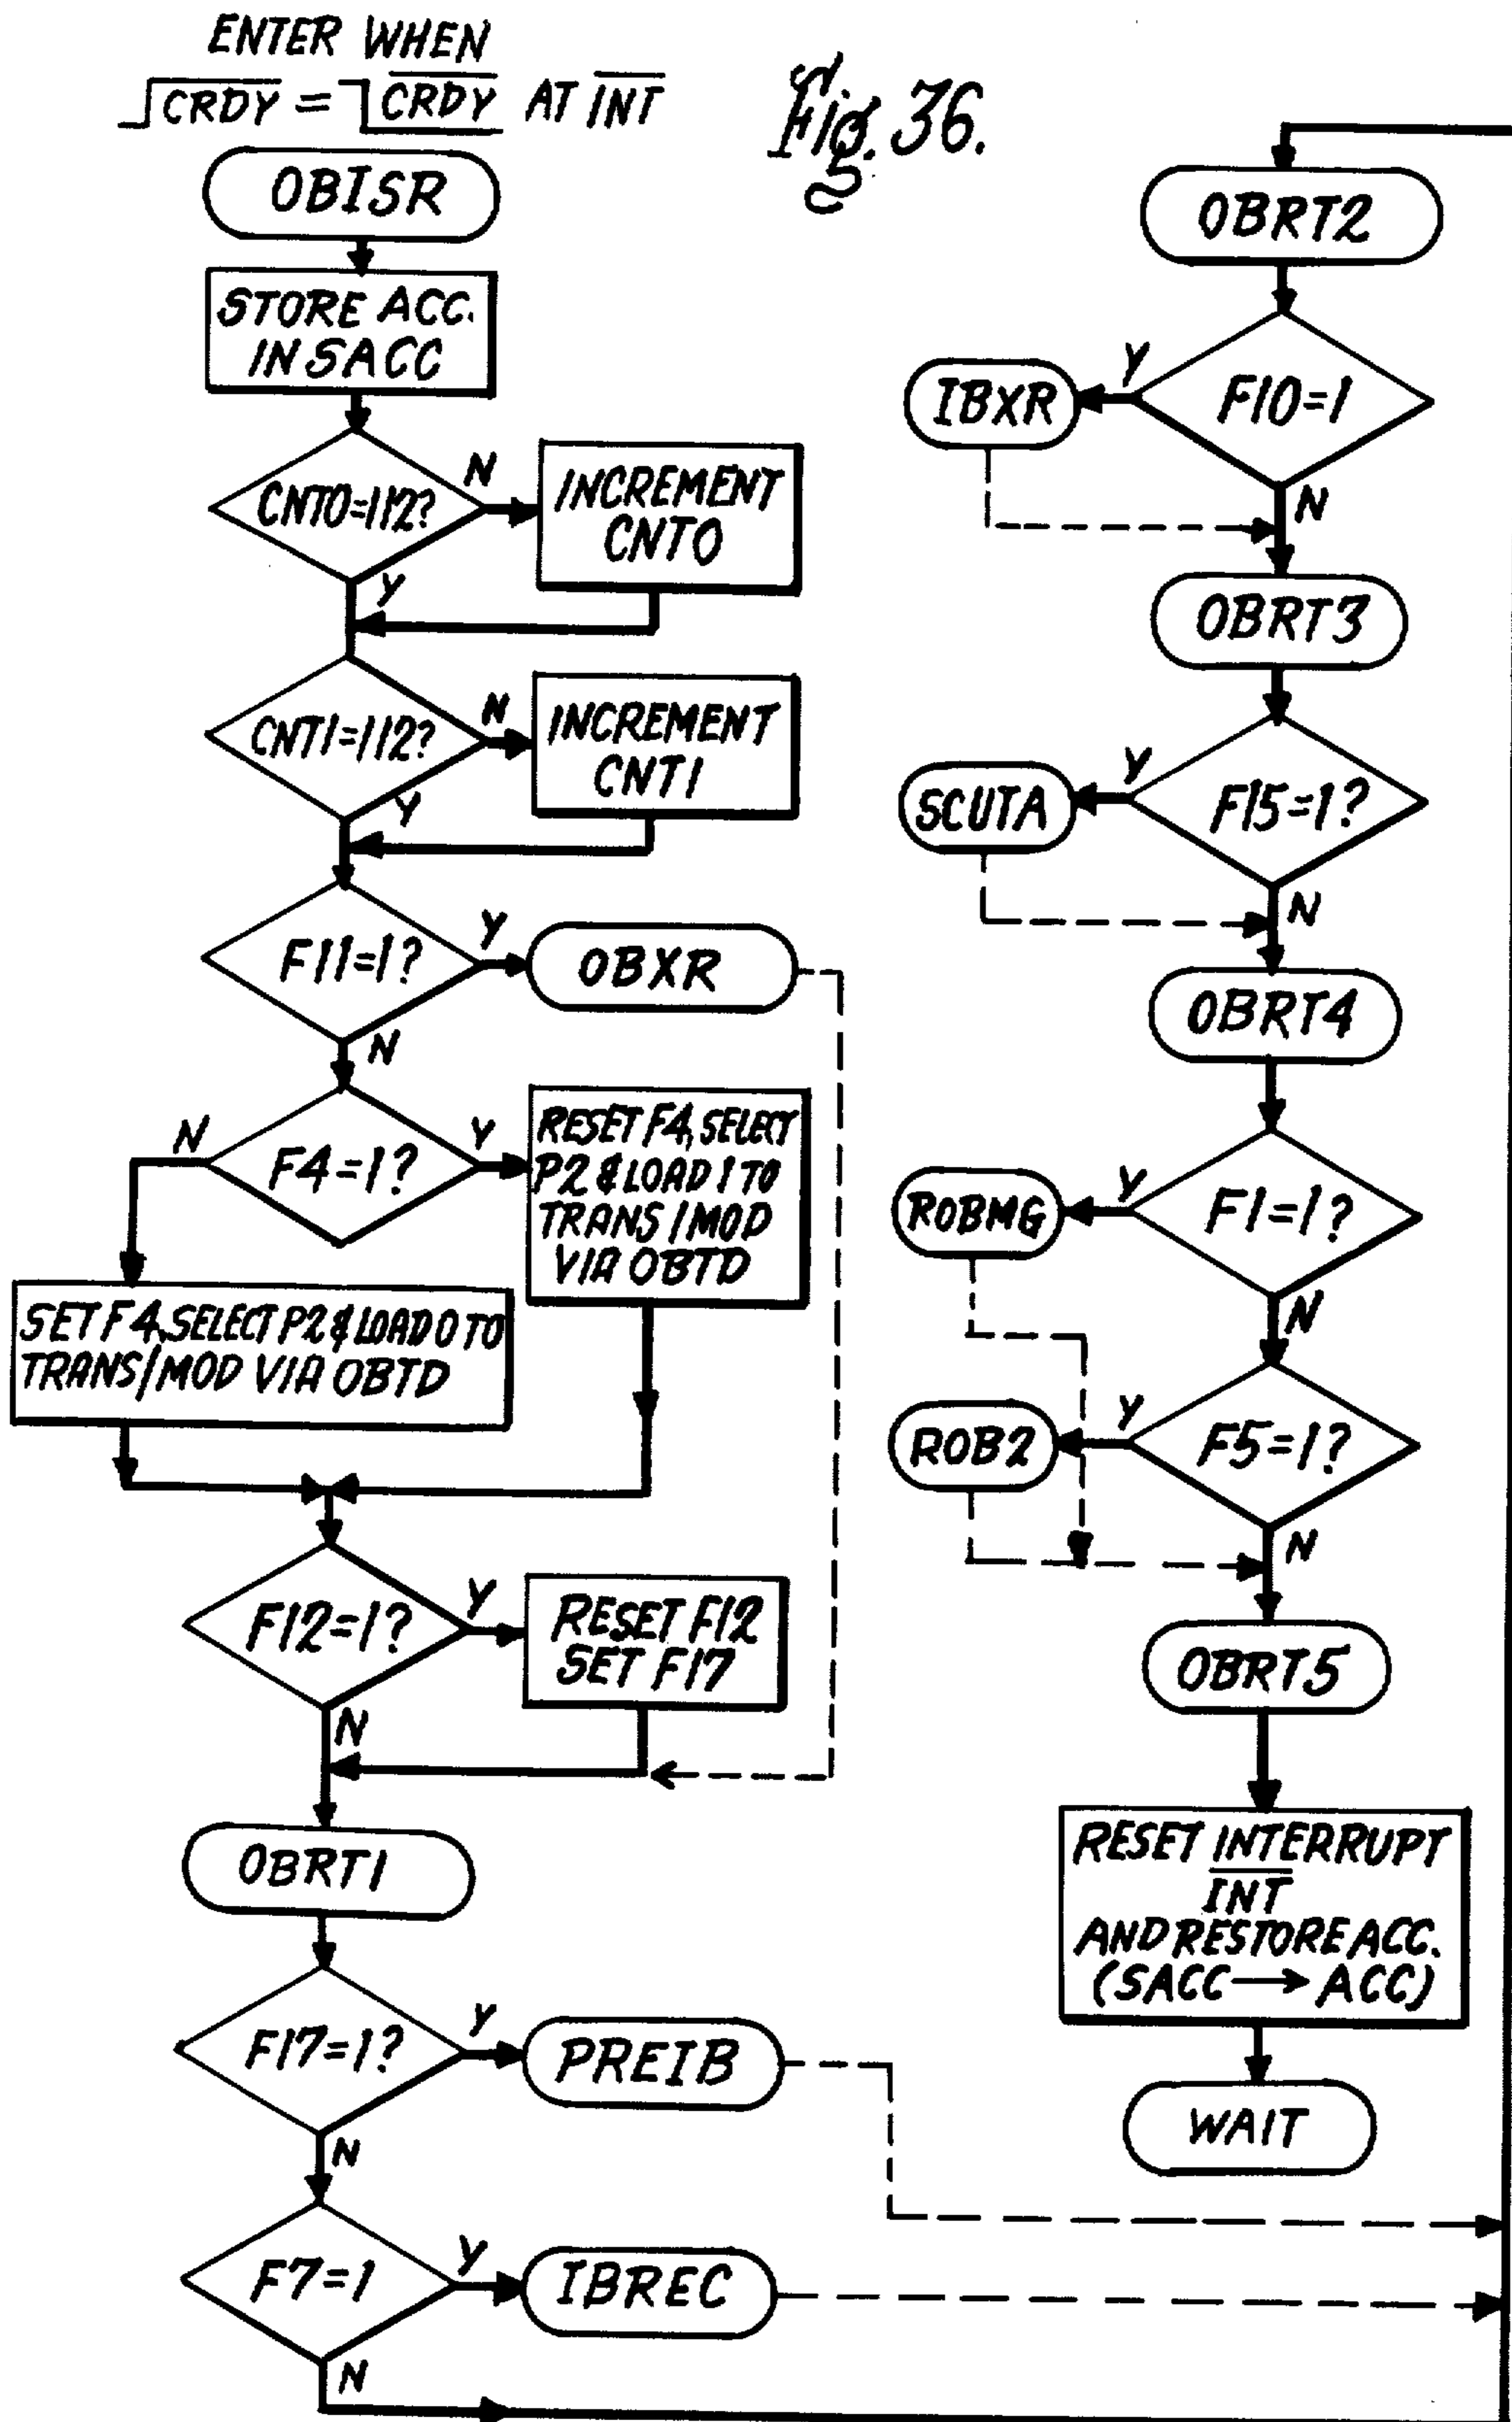 ENTER WHEN
CRDY = CRDY AT INT
Fig. 36.
OBISR
STORE ACC.
IN SACC
CNT0=112?
N
INCREMENT
CNT0
Y
CNT1=112?
N
INCREMENT
CNT1
Y
F11=1?
Y
OBXR
N
F4=1?
N
Y
RESET F4, SELECT
P2 & LOAD 1 TO
TRANS/MOD
VIA OBTD
SET F4, SELECT P2 & LOAD 0 TO
TRANS/MOD VIA OBTD
F12=1?
Y
RESET F12
SET F17
N
OBRT1
F17=1?
Y
PREIB
N
F7=1
Y
IBREC
N
OBRT2
F10=1
Y
IBXR
N
OBRT3
F15=1?
Y
SCUTA
N
OBRT4
F1=1?
Y
ROBMG
N
F5=1?
Y
ROB2
N
OBRT5
RESET INTERRUPT
INT
AND RESTORE ACC.
(SACC → ACC)
WAIT